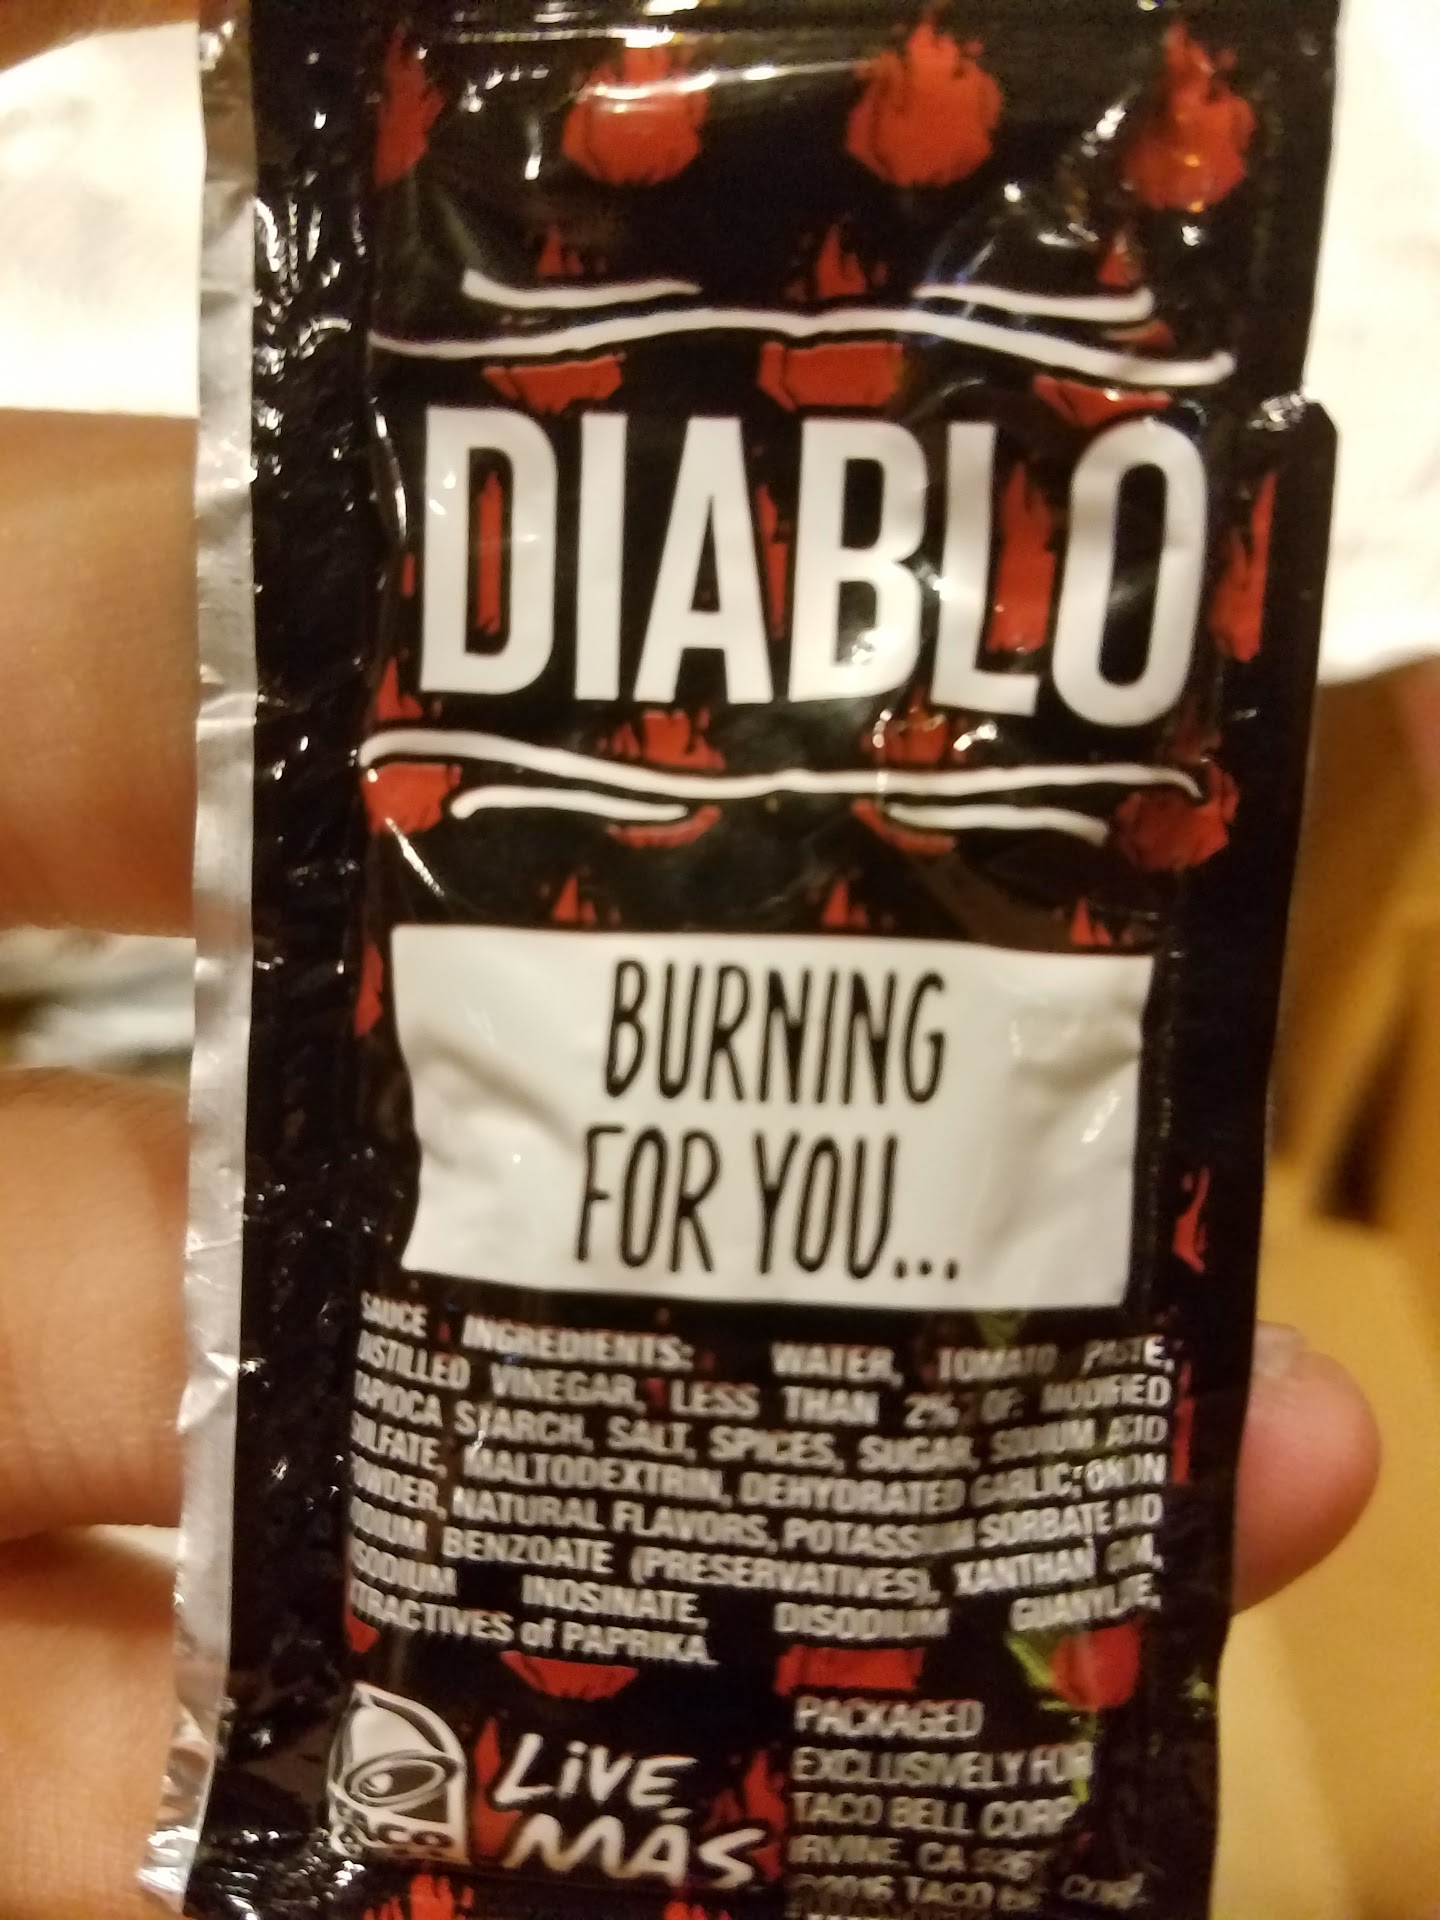 DIABLO
BURNING
FOR YOU...
SAUCE INGREDIENTS: WATER, TOMATO PASTE,
DISTILLED VINEGAR, LESS THAN 2% OF: MODIFIED
TAPIOCA STARCH, SALT, SPICES, SUGAR, SODIUM ACID
SULFATE, MALTODEXTRIN, DEHYDRATED GARLIC, ONION
POWDER, NATURAL FLAVORS, POTASSIUM SORBATE AND
SODIUM BENZOATE (PRESERVATIVES), XANTHAN GUM,
DISODIUM INOSINATE, DISODIUM GUANYLATE,
EXTRACTIVES of PAPRIKA.
LiVE
MÁS
PACKAGED
EXCLUSIVELY FOR
TACO BELL CORP
IRVINE, CA
©2016 TACO